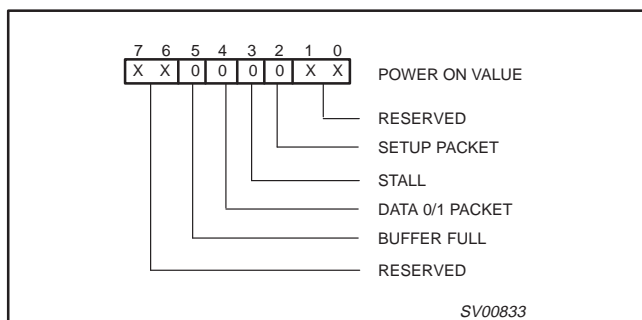 7 6 5 4 3 2 1 0
X X 0 0 0 0 X X POWER ON VALUE
RESERVED
SETUP PACKET
STALL
DATA 0/1 PACKET
BUFFER FULL
RESERVED
SV00833